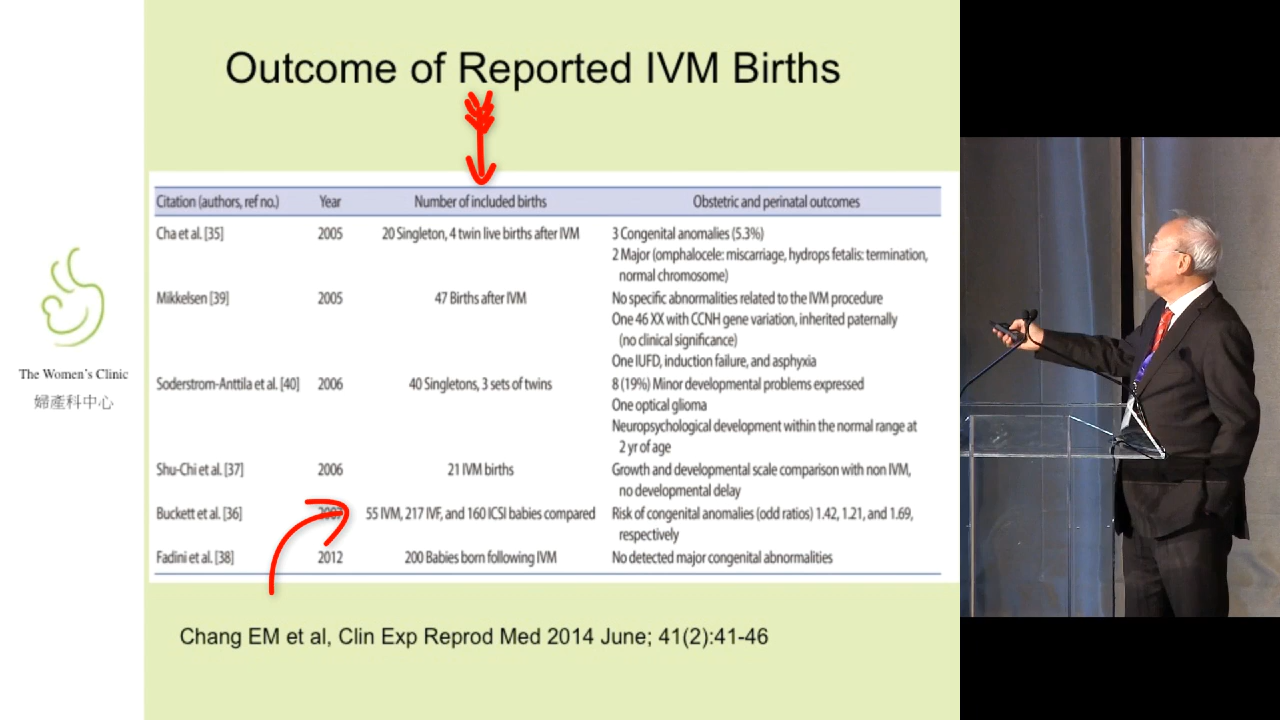 Outcome of Reported IVM Births
Citation (authors, ref no.) Year Number of included births Obstetric and perinatal outcomes
Cha et al. [35] 2005 20 Singleton, 4 twin live births after IVM 3 Congenital anomalies (5.3%)
2 Major (omphalocele: miscarriage, hydrops fetalis: termination,
normal chromosome)
Mikkelsen [39] 2005 47 Births after IVM No specific abnormalities related to the IVM procedure
One 46 XX with CCNH gene variation, inherited paternally
(no clinical significance)
One IUFD, induction failure, and asphyxia
Soderstrom-Anttila et al. [40] 2006 40 Singletons, 3 sets of twins 8 (19%) Minor developmental problems expressed
One optical glioma
Neuropsychological development within the normal range at
2 yr of age
Shu-Chi et al. [37] 2006 21 IVM births Growth and developmental scale comparison with non IVM,
no developmental delay
Buckett et al. [36] 55 IVM, 217 IVF, and 160 ICSI babies compared Risk of congenital anomalies (odd ratios) 1.42, 1.21, and 1.69,
respectively
Fadini et al. [38] 2012 200 Babies born following IVM No detected major congenital abnormalities
Chang EM et al, Clin Exp Reprod Med 2014 June; 41(2):41-46
The Women's Clinic
婦產科中心